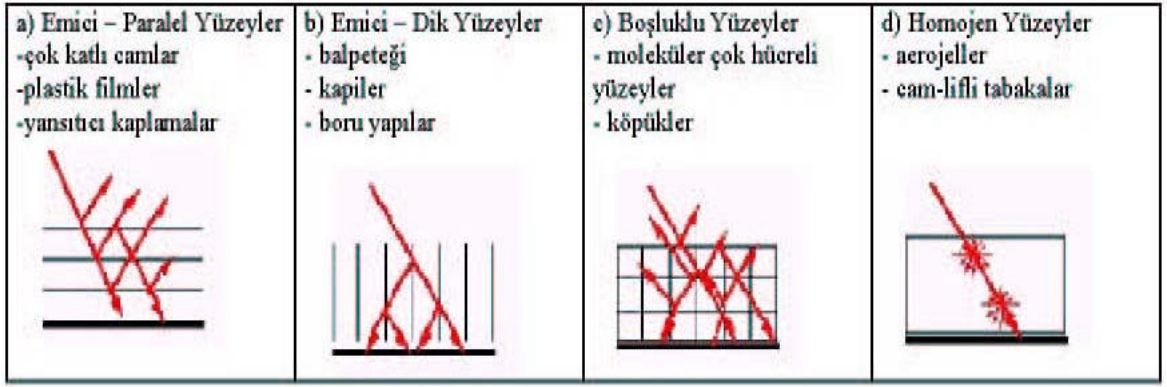 a) Emici – Paralel Yüzeyler
-çok katlı camlar
-plastik filmler
-yansıtıcı kaplamalar
b) Emici – Dik Yüzeyler
- balpeteği
- kapiler
- boru yapılar
c) Boşluklu Yüzeyler
- moleküler çok hücreli
yüzeyler
- köpükler
d) Homojen Yüzeyler
- aerojeller
- cam-lifli tabakalar